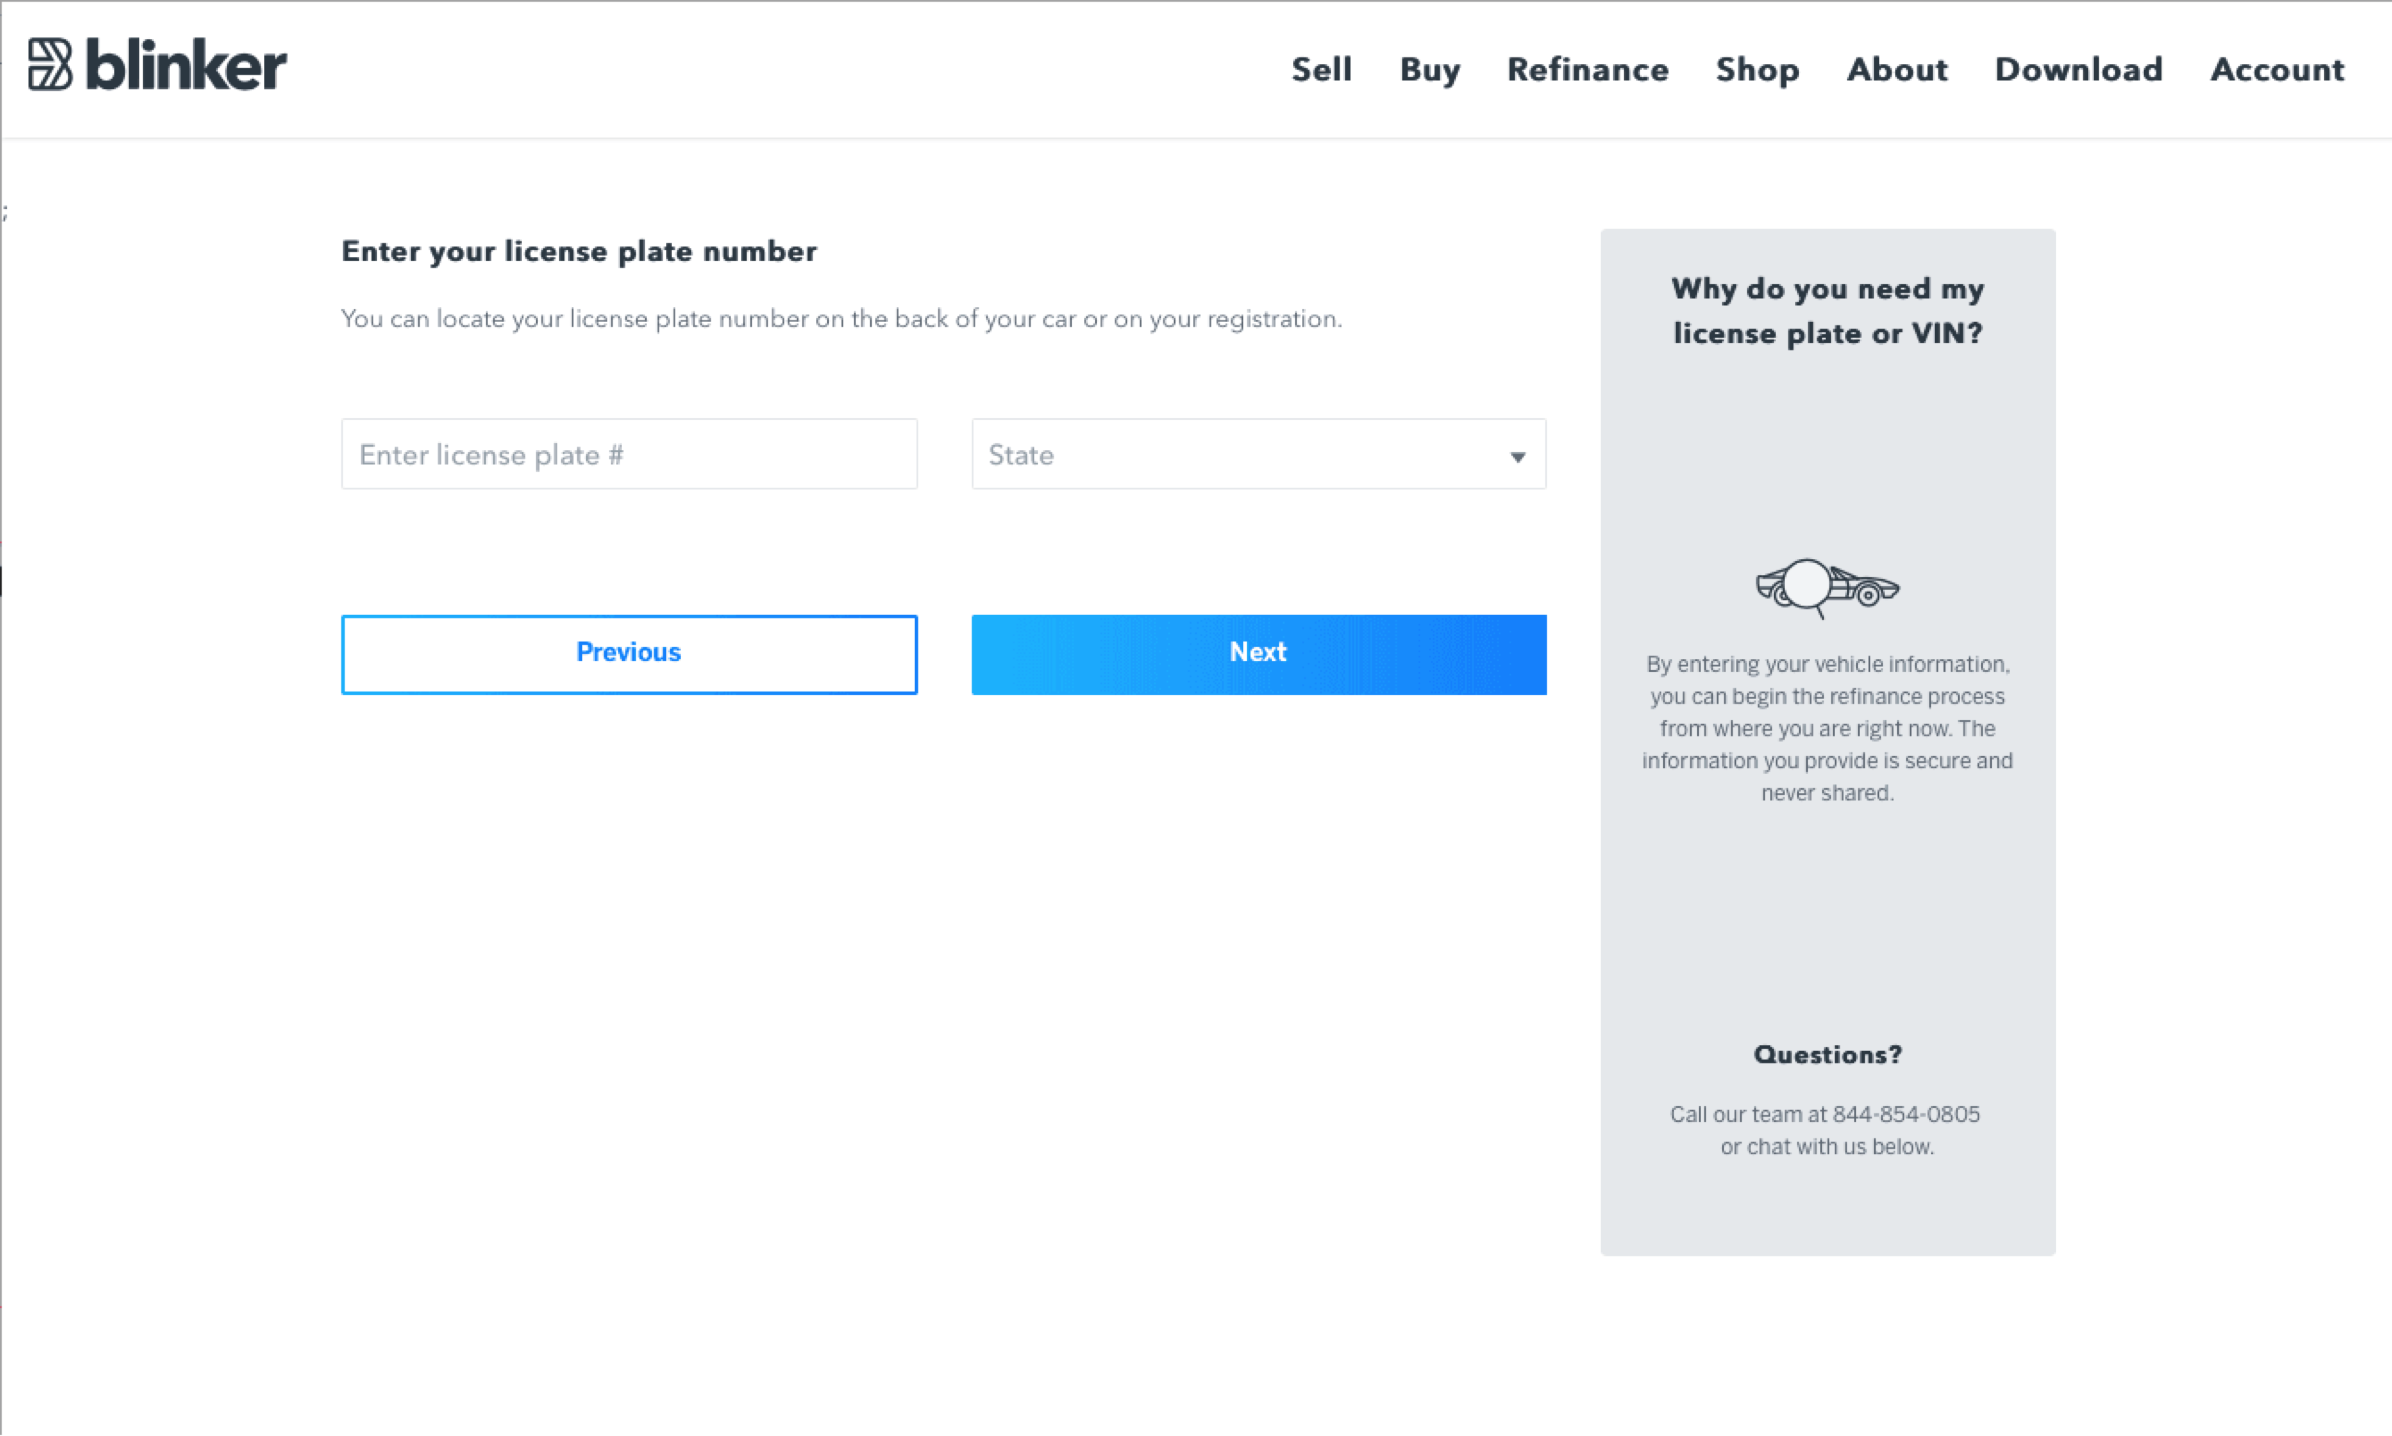 blinker
Sell Buy Refinance Shop About Download Account
;
Enter your license plate number
You can locate your license plate number on the back of your car or on your registration.
Enter license plate #
State
Previous
Next
Why do you need my
license plate or VIN?
By entering your vehicle information,
you can begin the refinance process
from where you are right now. The
information you provide is secure and
never shared.
Questions?
Call our team at 844-854-0805
or chat with us below.